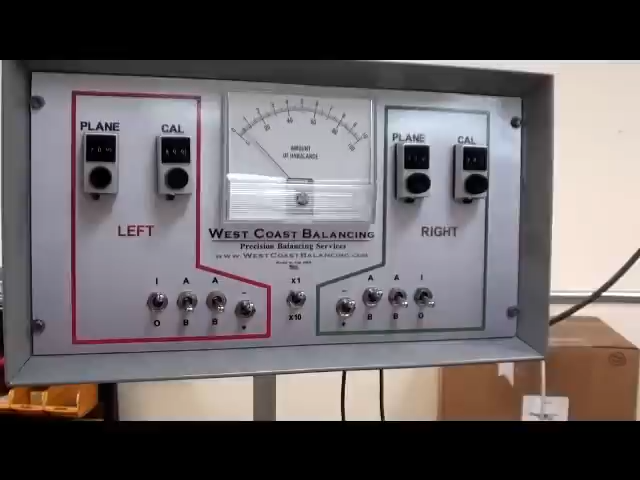 PLANE CAL
AMOUNT
OF UNBALANCE
PLANE CAL
LEFT
RIGHT
WEST COAST BALANCING
Precision Balancing Services
WWW.WESTCOASTBALANCING.COM
I A A -
O B B +
X1
X10
- A A I
+ B B O